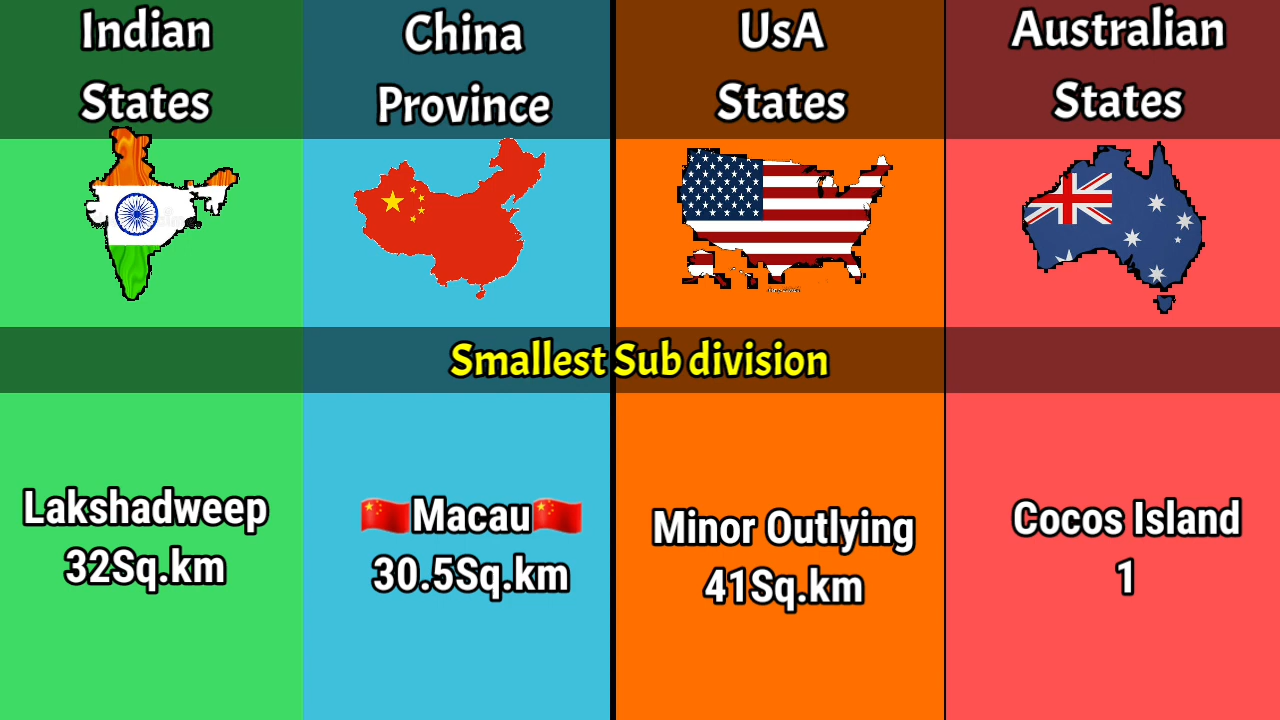 Indian
States
China
Province
UsA
States
Australian
States
Smallest Sub division
Lakshadweep
32Sq.km
🇨🇳Macau🇨🇳
30.5Sq.km
Minor Outlying
41Sq.km
Cocos Island
1